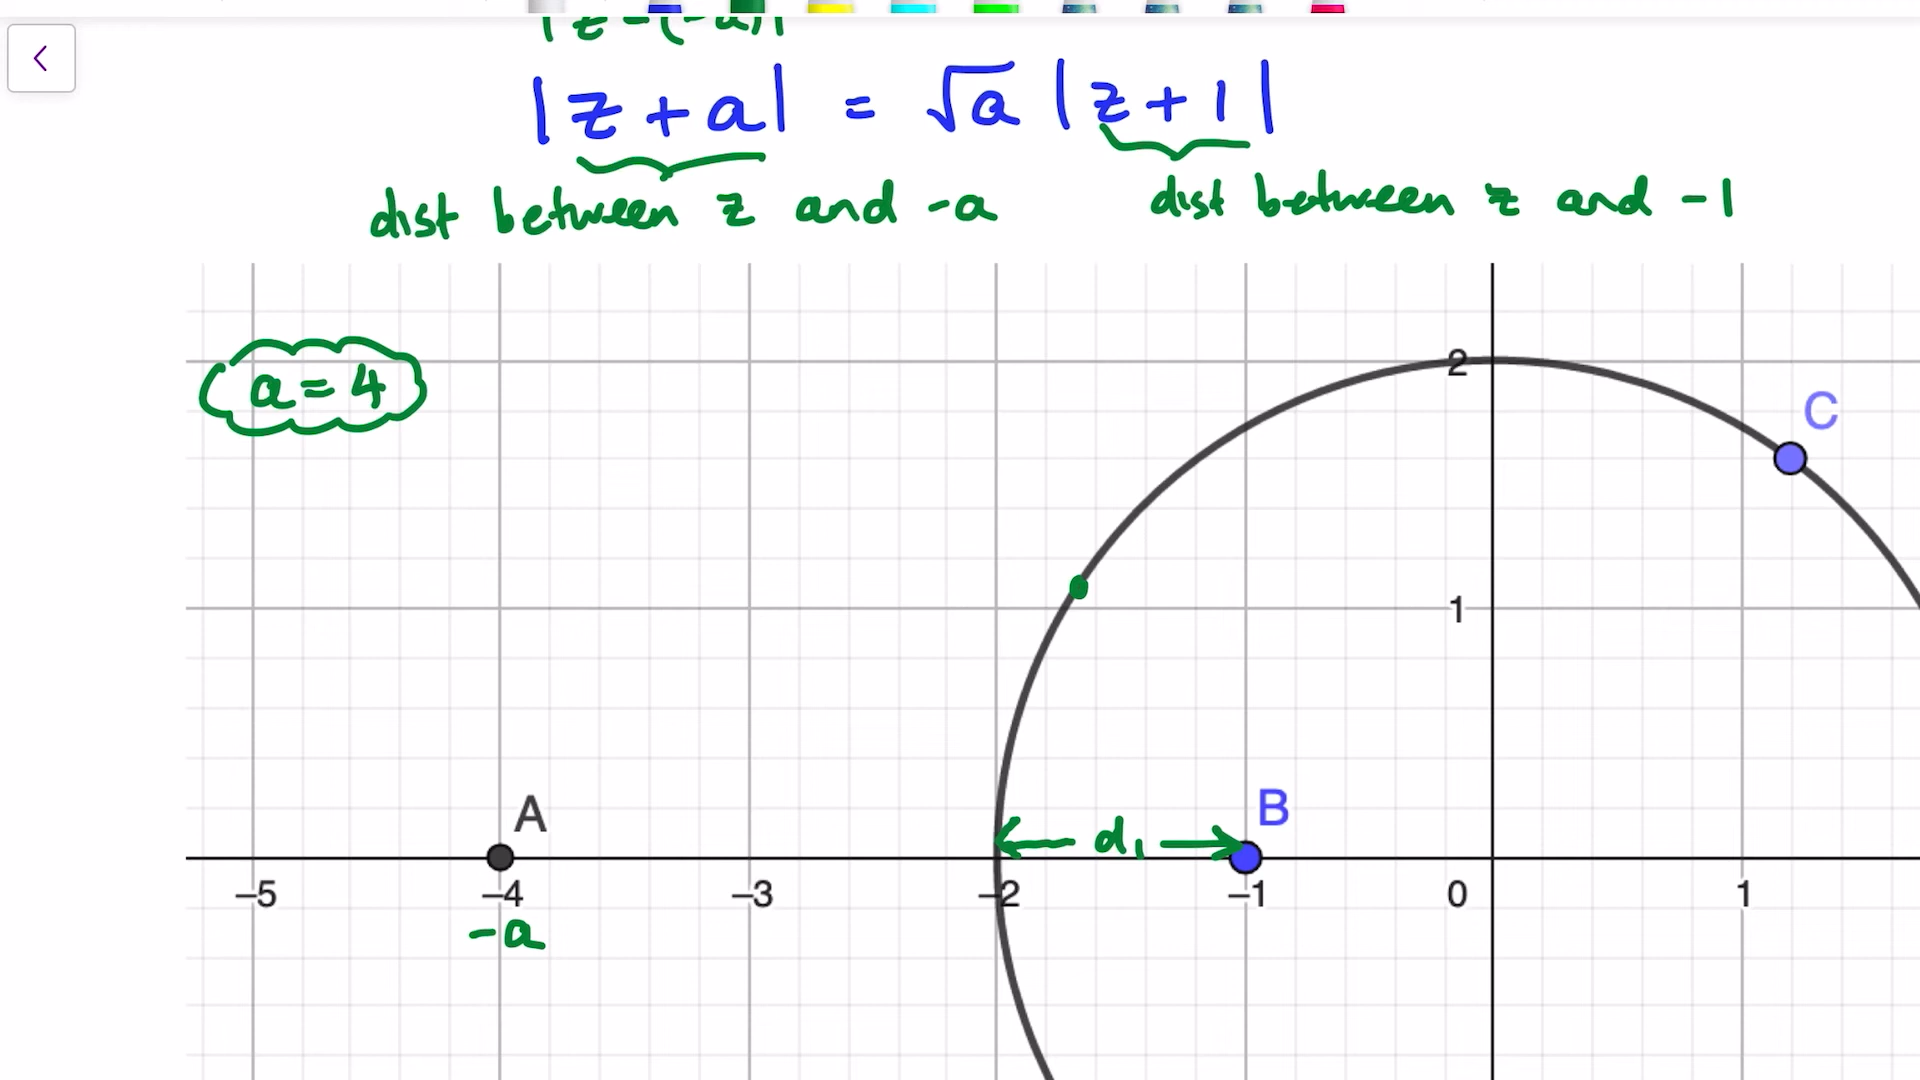 |z-(-a)|
|z+a| = √a |z+1|
dist between z and -a dist between z and -1
a=4
2
C
1
A
B
d₁
–5 –4 –3 –2 –1 0 1
-a